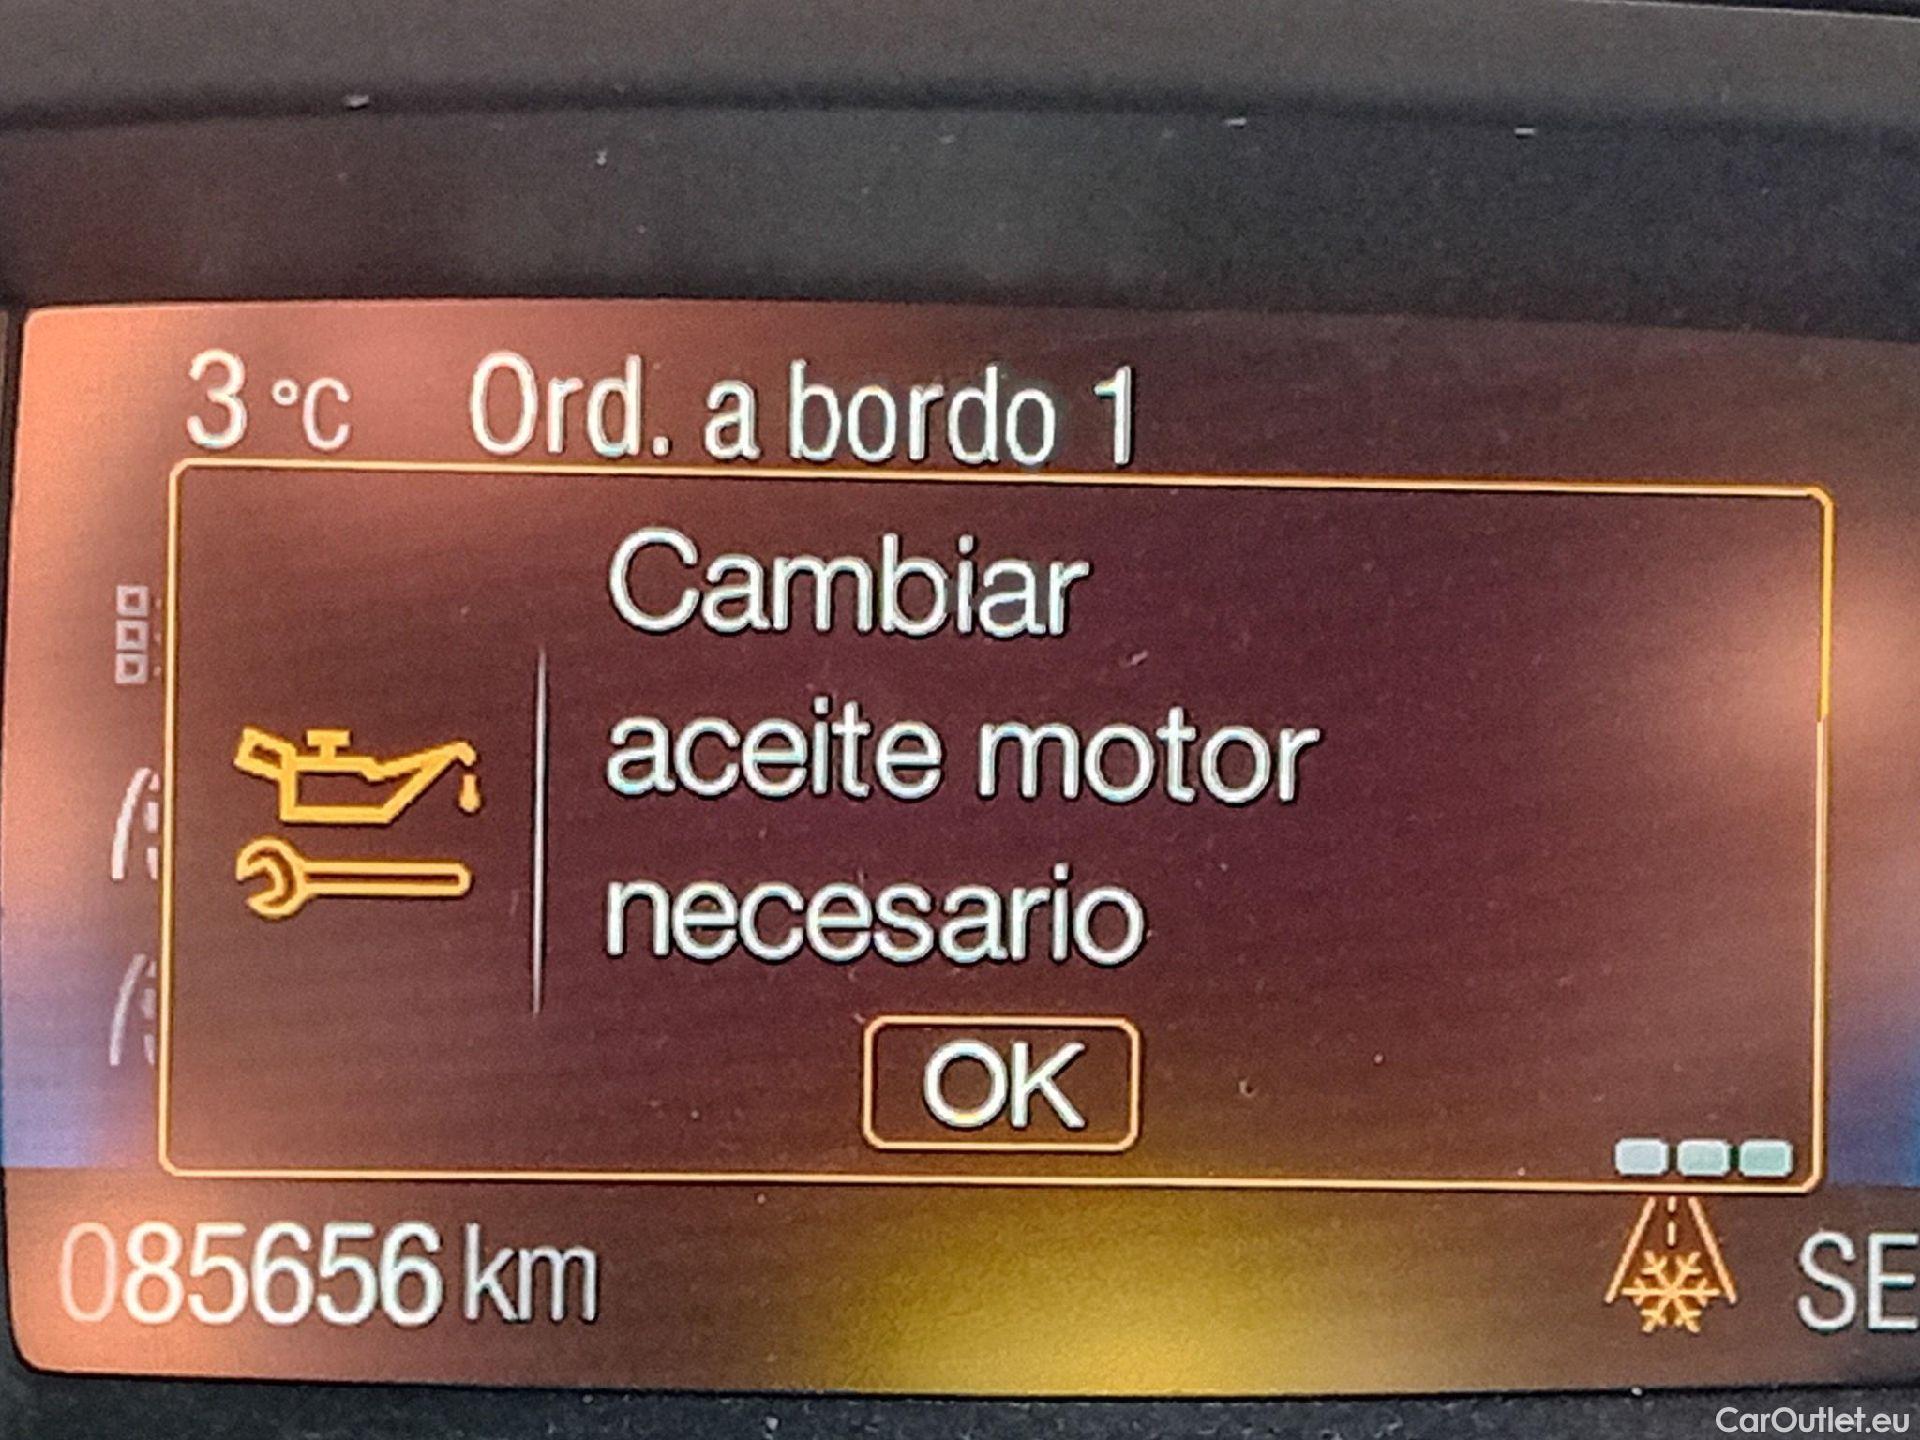 3 °C Ord. a bordo 1
Cambiar
aceite motor
necesario
OK
085656 km
SE
CarOutlet.eu